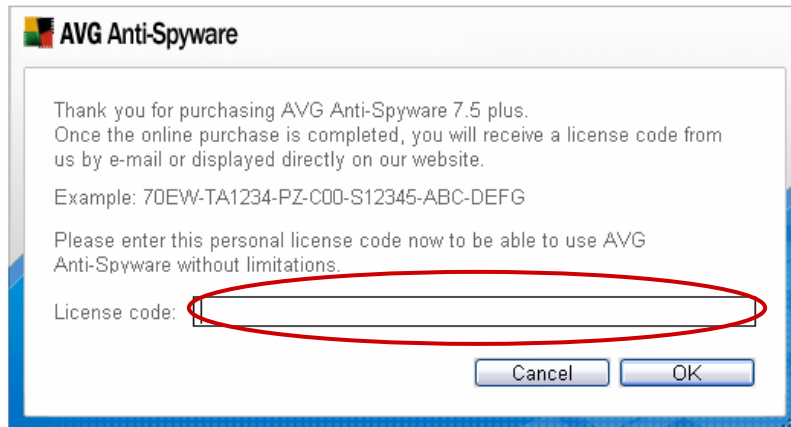 AVG Anti-Spyware
Thank you for purchasing AVG Anti-Spyware 7.5 plus.
Once the online purchase is completed, you will receive a license code from
us by e-mail or displayed directly on our website.
Example: 70EW-TA1234-PZ-C00-S12345-ABC-DEFG
Please enter this personal license code now to be able to use AVG
Anti-Spyware without limitations.
License code:
Cancel OK